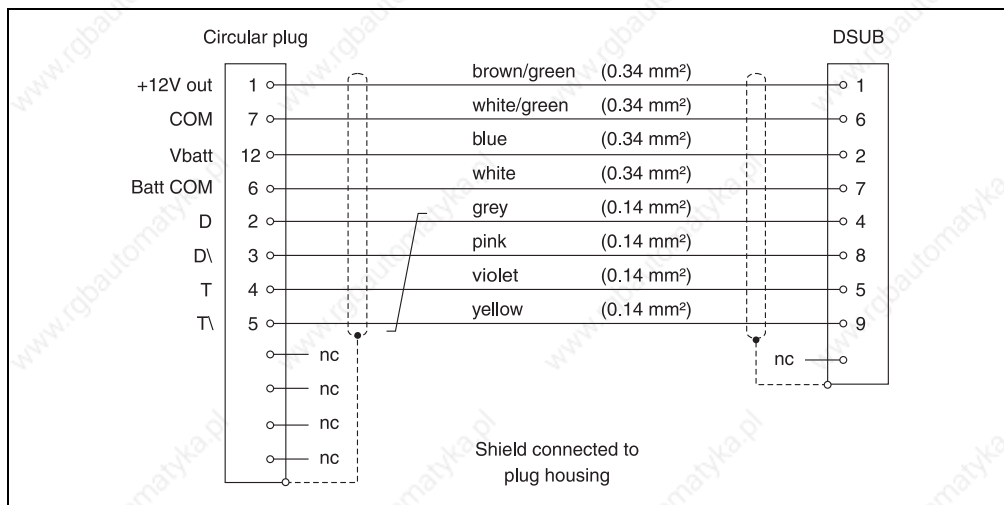 Circular plug DSUB
+12V out 1 brown/green (0.34 mm²) 1
COM 7 white/green (0.34 mm²) 6
Vbatt 12 blue (0.34 mm²) 2
Batt COM 6 white (0.34 mm²) 7
D 2 grey (0.14 mm²) 4
D\ 3 pink (0.14 mm²) 8
T 4 violet (0.14 mm²) 5
T\ 5 yellow (0.14 mm²) 9
nc nc
nc
nc
nc
Shield connected to
plug housing
www.rgbautomatyka.pl